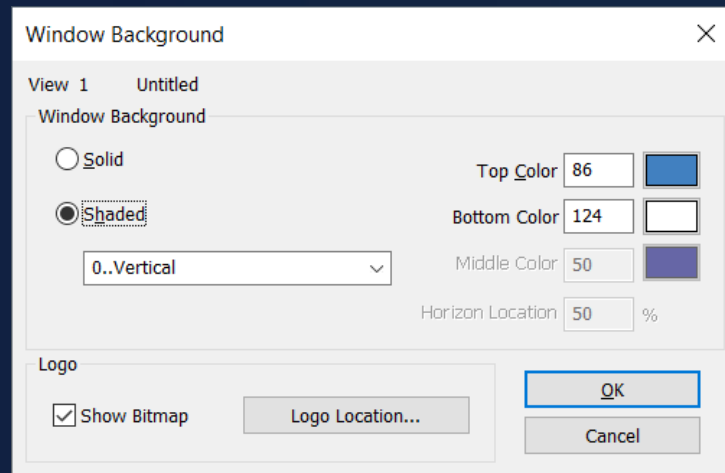 Window Background
View 1 Untitled
Window Background
Solid
Top Color 86
Shaded
Bottom Color 124
0..Vertical
Middle Color 50
Horizon Location 50 %
Logo
Show Bitmap
Logo Location...
OK
Cancel